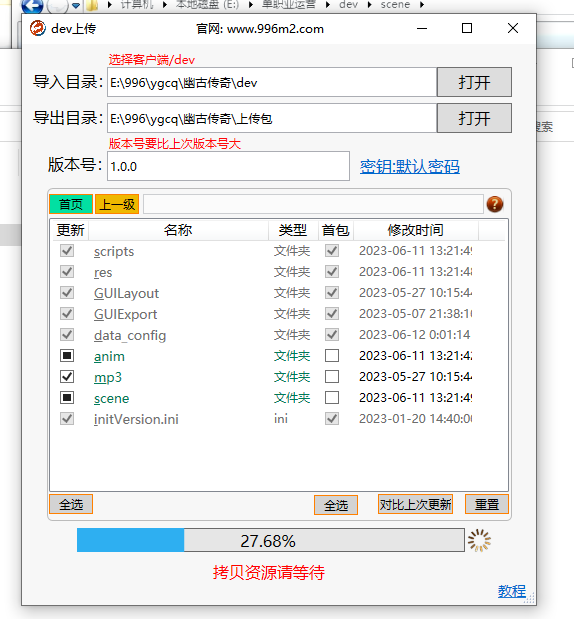 计算机 本地磁盘 (E:) 单职业运营 dev scene
dev上传 官网: www.996m2.com
选择客户端/dev
导入目录: E:\996\ygcq\幽古传奇\dev 打开
导出目录: E:\996\ygcq\幽古传奇\上传包 打开
搜索
版本号要比上次版本号大
版本号: 1.0.0 密钥:默认密码
首页 上一级
更新 名称 类型 首包 修改时间
scripts 文件夹 2023-06-11 13:21:49
res 文件夹 2023-06-11 13:21:49
GUILayout 文件夹 2023-05-27 10:15:44
GUIExport 文件夹 2023-05-07 21:38:10
data_config 文件夹 2023-06-12 0:01:14
anim 文件夹 2023-06-11 13:21:42
mp3 文件夹 2023-05-27 10:15:44
scene 文件夹 2023-06-11 13:21:49
initVersion.ini ini 2023-01-20 14:40:00
全选 全选 对比上次更新 重置
27.68%
拷贝资源请等待
教程